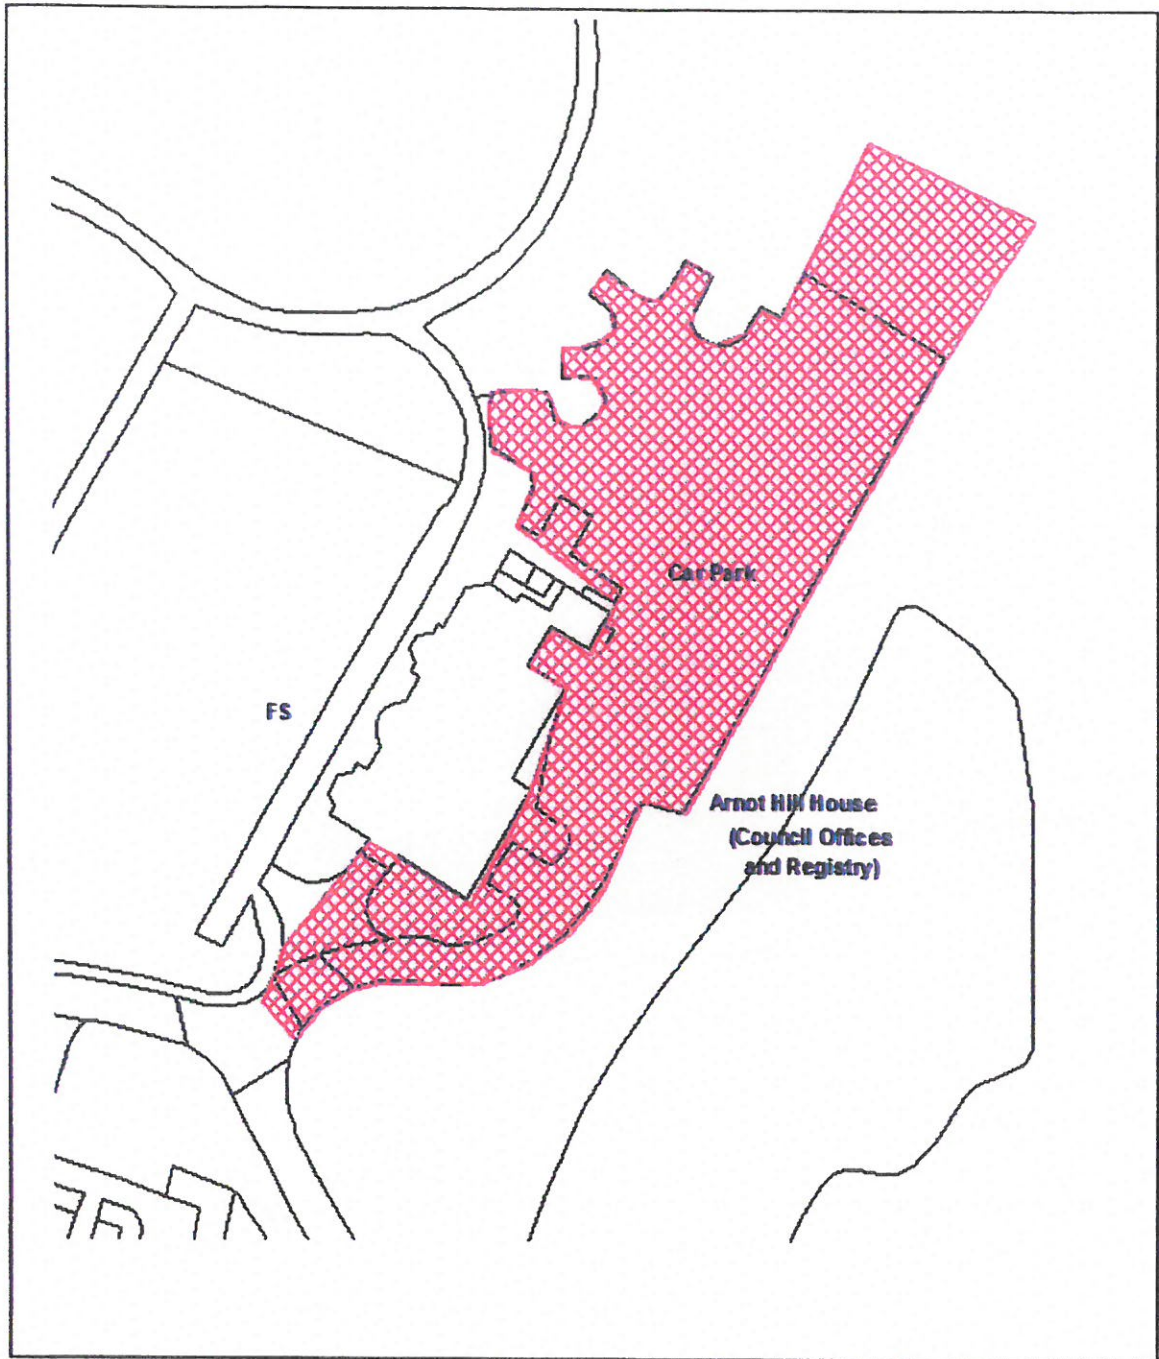 Car Park
FS
Arnot Hill House
(Council Offices
and Registry)